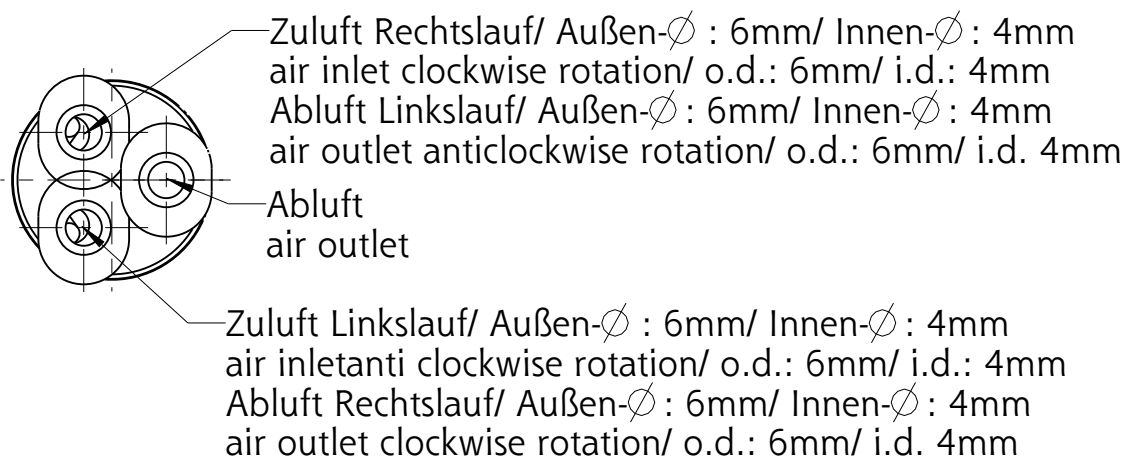 Zuluft Rechtslauf/ Außen-∅ : 6mm/ Innen-∅ : 4mm
air inlet clockwise rotation/ o.d.: 6mm/ i.d.: 4mm
Abluft Linkslauf/ Außen-∅ : 6mm/ Innen-∅ : 4mm
air outlet anticlockwise rotation/ o.d.: 6mm/ i.d. 4mm
Abluft
air outlet
Zuluft Linkslauf/ Außen-∅ : 6mm/ Innen-∅ : 4mm
air inletanti clockwise rotation/ o.d.: 6mm/ i.d.: 4mm
Abluft Rechtslauf/ Außen-∅ : 6mm/ Innen-∅ : 4mm
air outlet clockwise rotation/ o.d.: 6mm/ i.d. 4mm